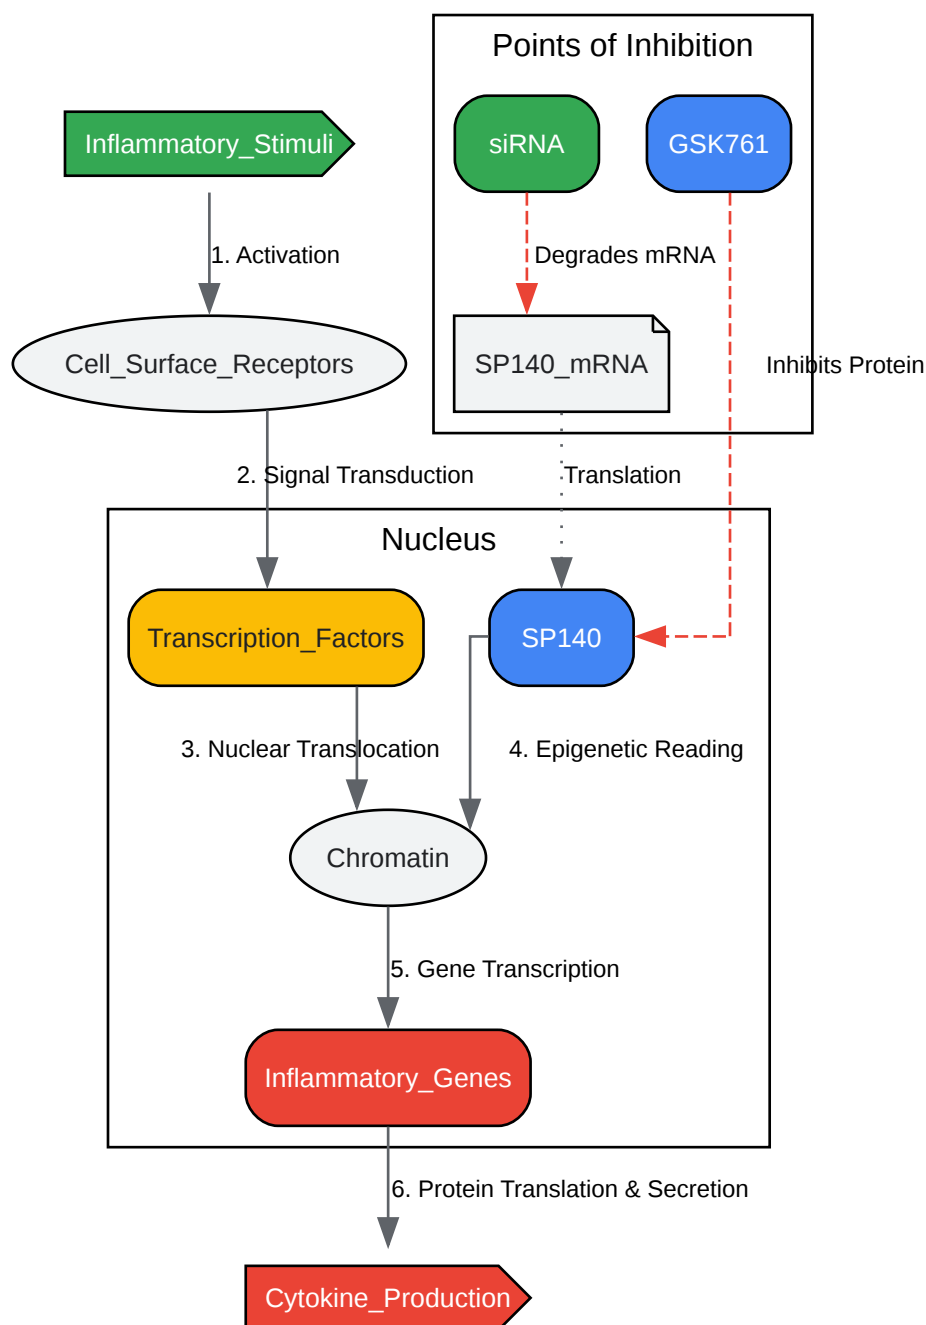 Points of Inhibition
Inflammatory_Stimuli
siRNA
GSK761
1. Activation
Degrades mRNA
Cell_Surface_Receptors
SP140_mRNA
Inhibits Protein
2. Signal Transduction
Translation
Nucleus
Transcription_Factors
SP140
3. Nuclear Translocation
4. Epigenetic Reading
Chromatin
5. Gene Transcription
Inflammatory_Genes
6. Protein Translation & Secretion
Cytokine_Production